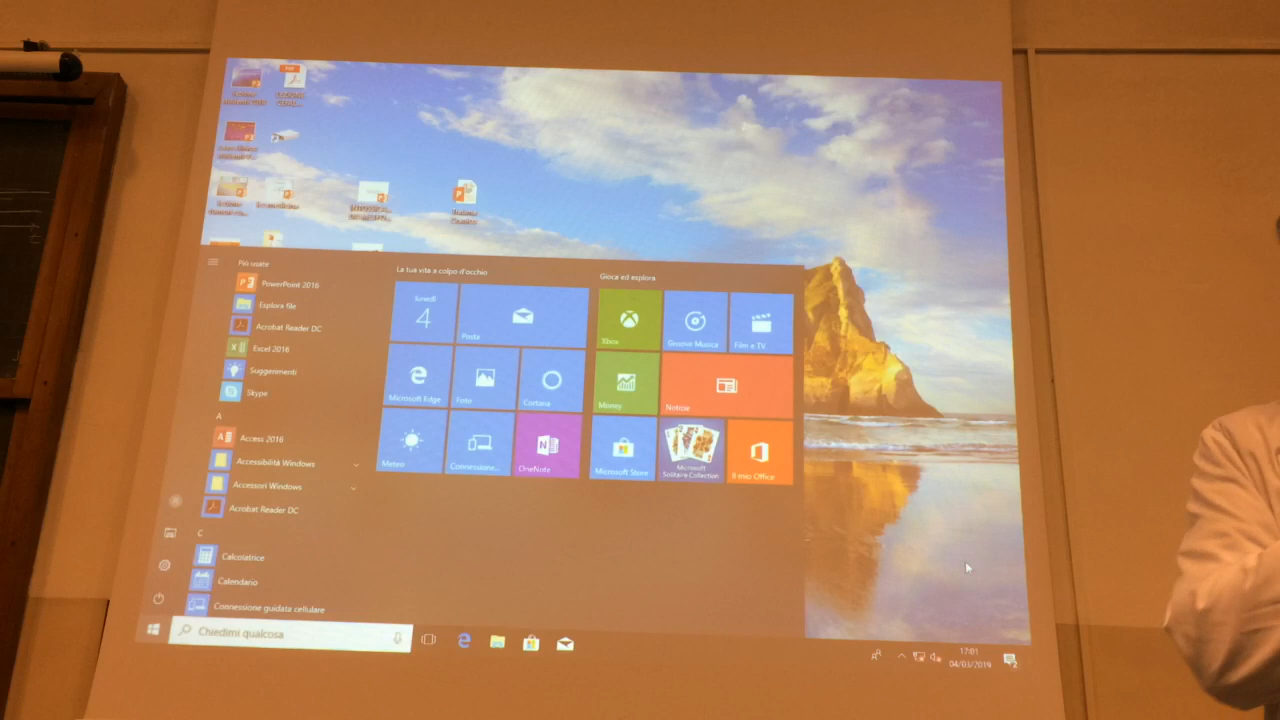 Più usate
PowerPoint 2016
Esplora file
Acrobat Reader DC
Excel 2016
Suggerimenti
Skype
A
Access 2016
Accessibilità Windows
Accessori Windows
Acrobat Reader DC
C
Calcolatrice
Calendario
Connessione guidata cellulare
La tua vita a colpo d'occhio
lunedì
4
Posta
Microsoft Edge
Foto
Cortana
Meteo
Connessione...
OneNote
Gioca ed esplora
Xbox
Groove Musica
Film e TV
Money
Notizie
Microsoft Store
Microsoft
Solitaire Collection
Il mio Office
Chiedimi qualcosa
17:01
04/03/2019
2